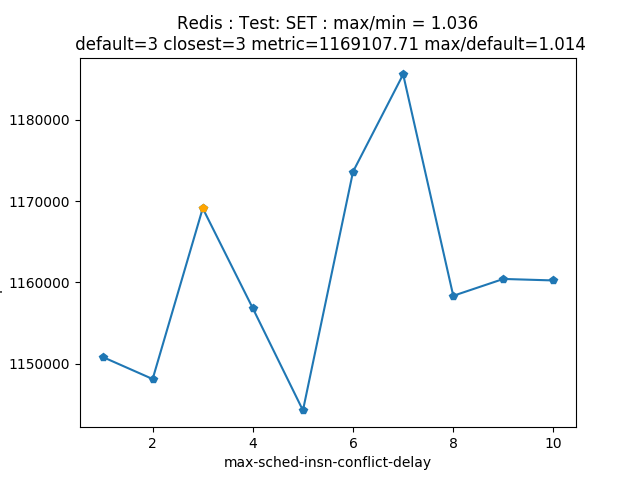 Redis : Test: SET : max/min = 1.036
default=3 closest=3 metric=1169107.71 max/default=1.014
1180000
1170000
1160000
1150000
2 4 6 8 10
max-sched-insn-conflict-delay